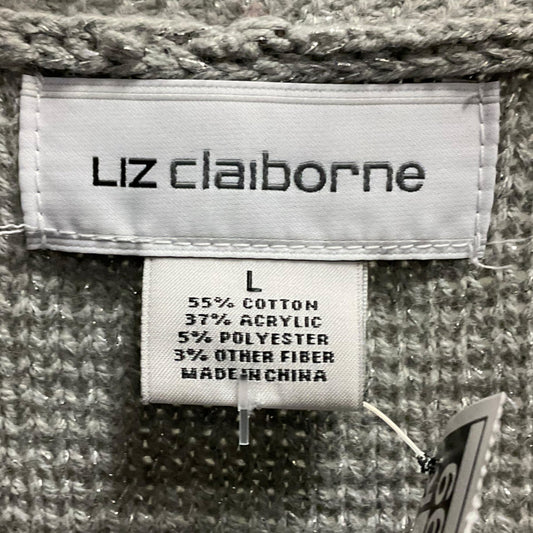 LIZ claiborne
L
55% COTTON
37% ACRYLIC
5% POLYESTER
3% OTHER FIBER
MADE IN CHINA